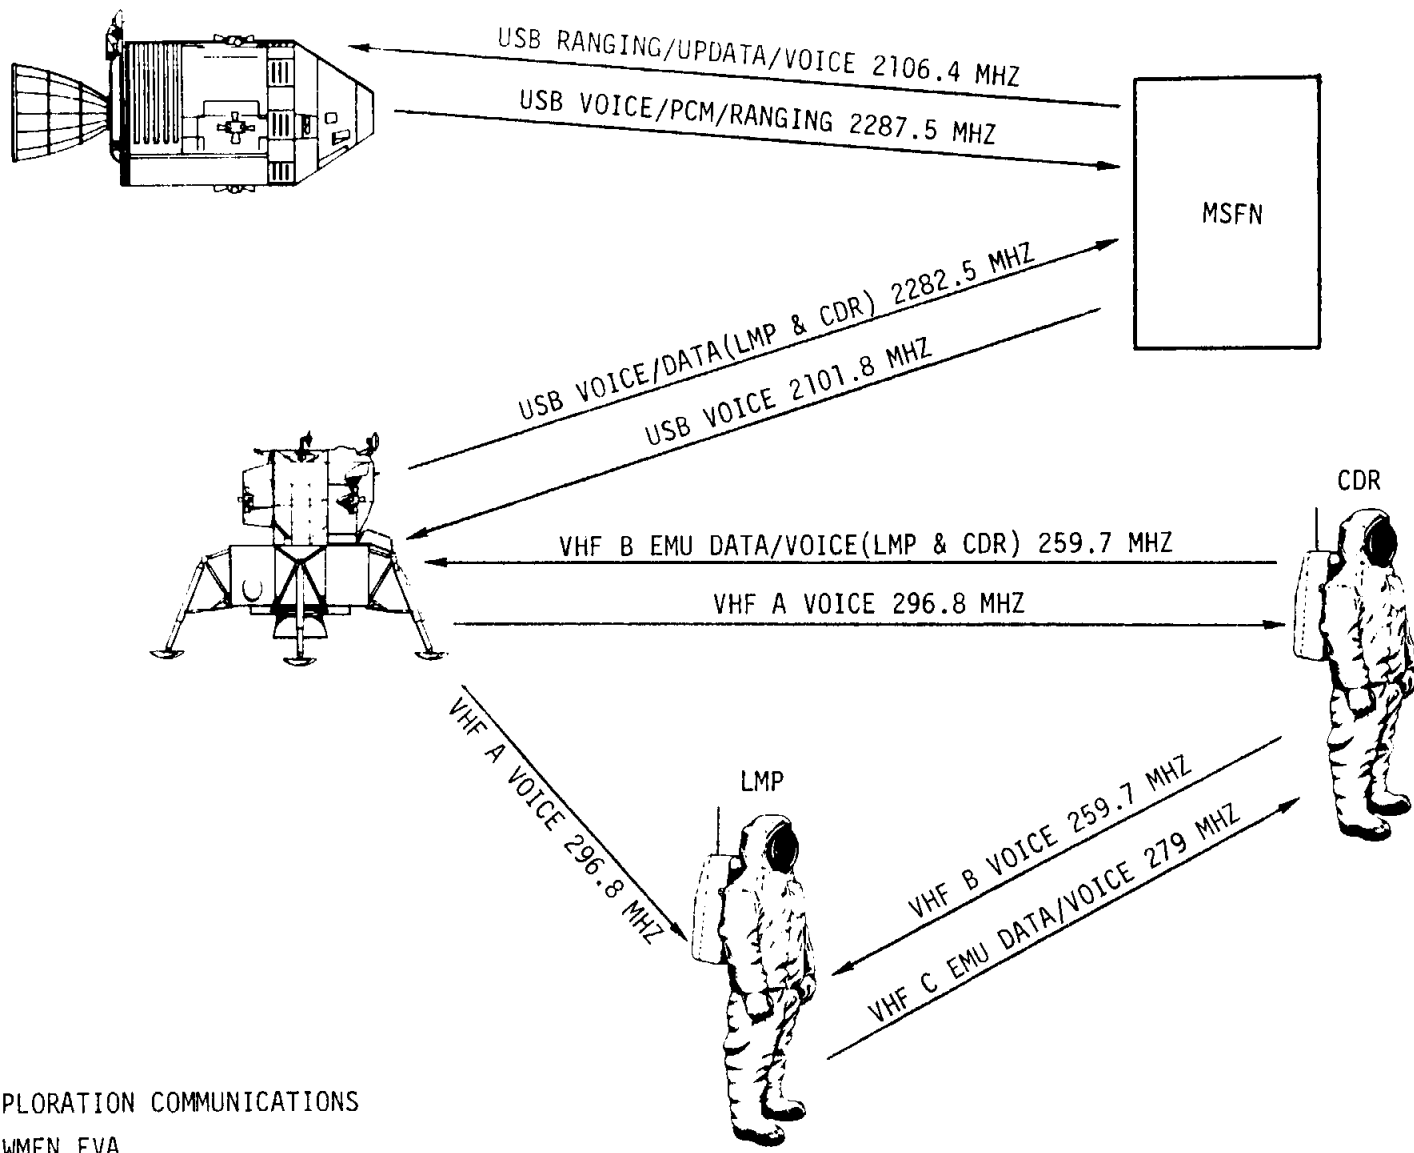 USB RANGING/UPDATA/VOICE 2106.4 MHZ
USB VOICE/PCM/RANGING 2287.5 MHZ
MSFN
USB VOICE/DATA(LMP & CDR) 2282.5 MHZ
USB VOICE 2101.8 MHZ
CDR
VHF B EMU DATA/VOICE(LMP & CDR) 259.7 MHZ
VHF A VOICE 296.8 MHZ
VHF A VOICE 296.8 MHZ
LMP
VHF B VOICE 259.7 MHZ
VHF C EMU DATA/VOICE 279 MHZ
PLORATION COMMUNICATIONS
WMEN EVA